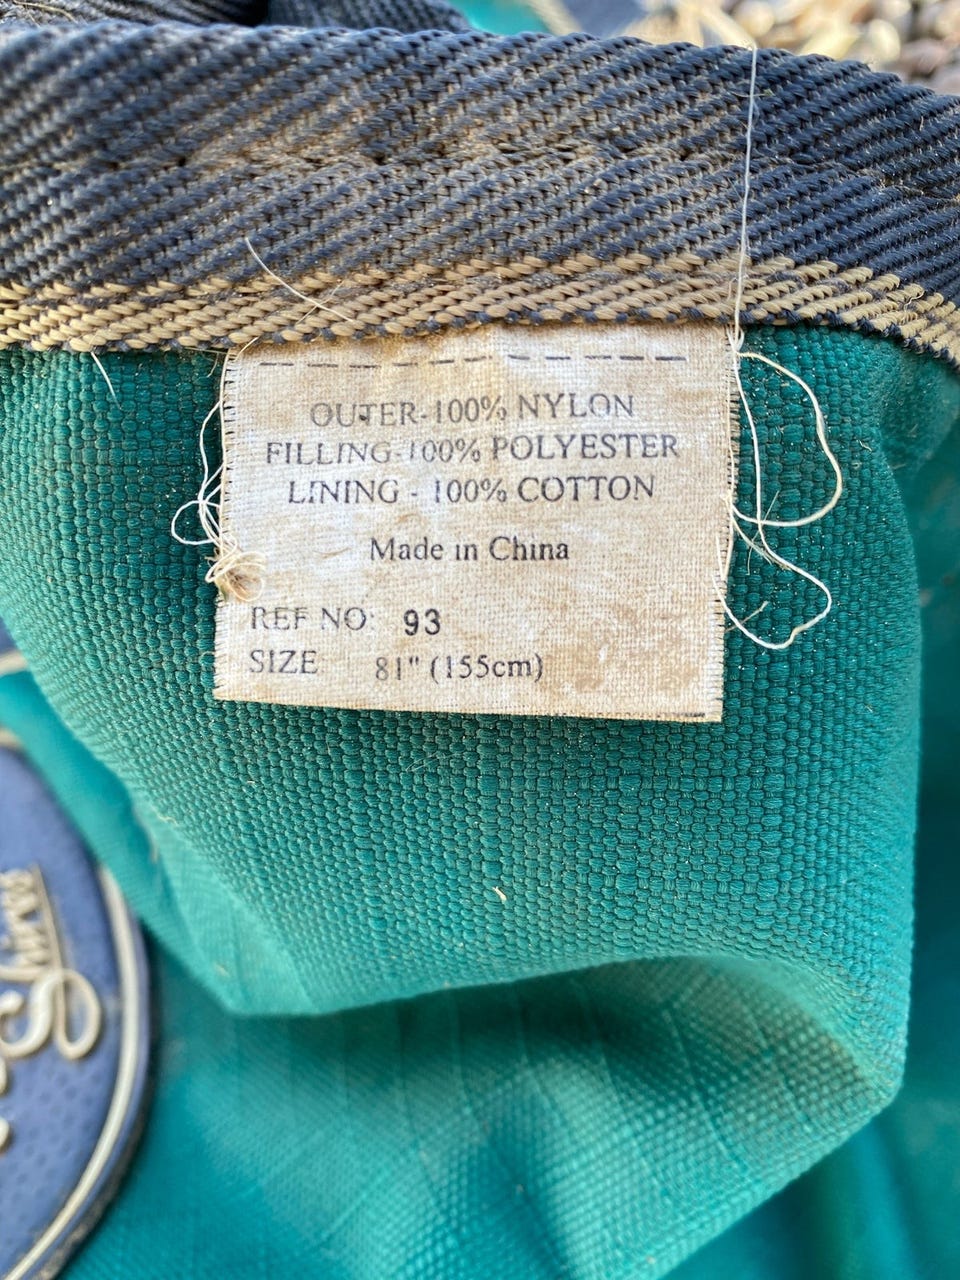 OUTER-100% NYLON
FILLING-100% POLYESTER
LINING - 100% COTTON
Made in China
REF NO: 93
SIZE 81" (155cm)